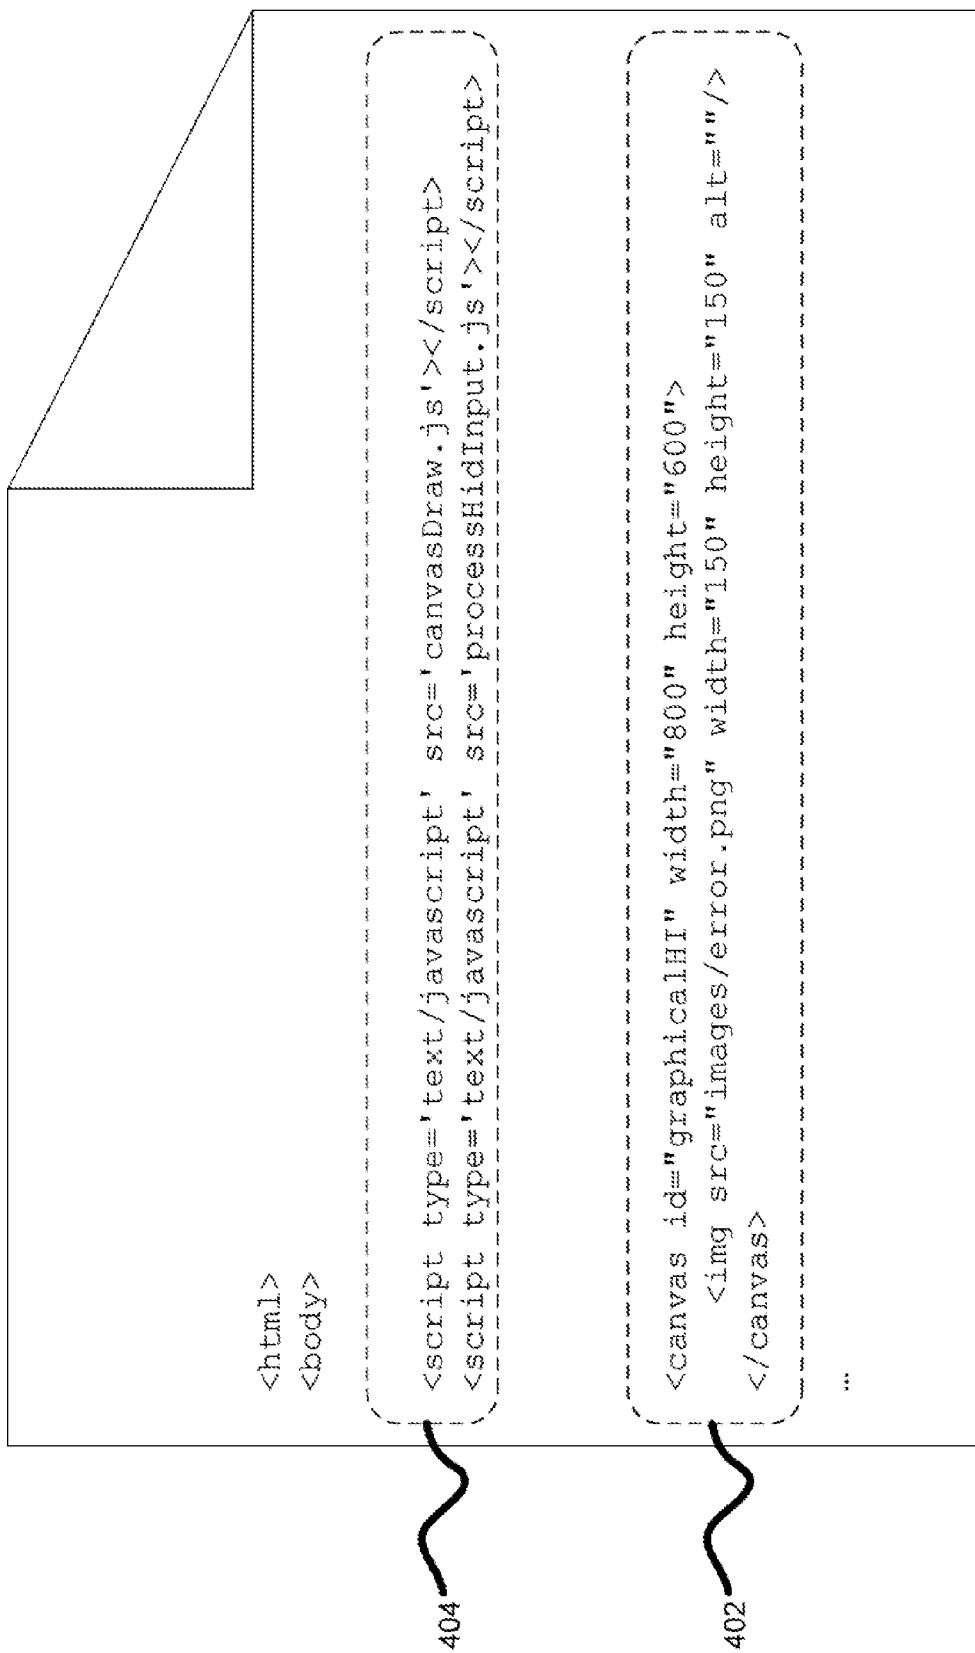 <html>
<body>
404
<script type='text/javascript' src='canvasDraw.js'></script>
<script type='text/javascript' src='processHidInput.js'></script>
402
<canvas id="graphicalHI" width="800" height="600">
<img src="images/error.png" width="150" height="150" alt=""/>
</canvas>
...